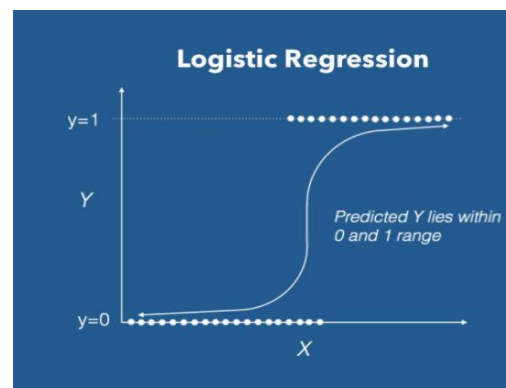 Logistic Regression
y=1
Y
Predicted Y lies within
0 and 1 range
y=0
X